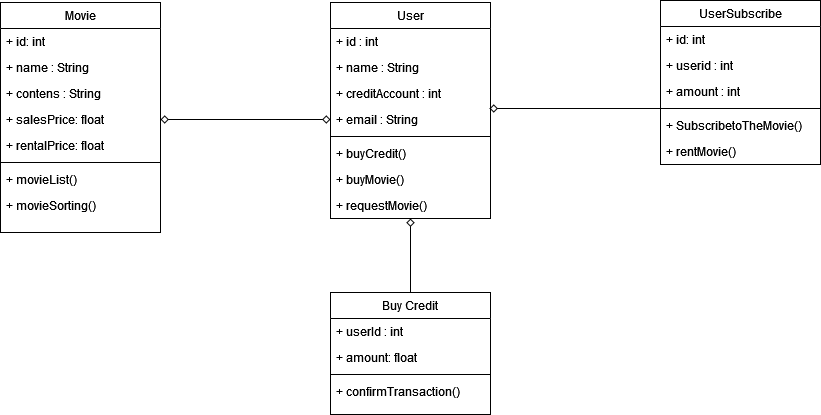 Movie
+ id: int
+ name : String
+ contens : String
+ salesPrice: float
+ rentalPrice: float
+ movieList()
+ movieSorting()
User
+ id : int
+ name : String
+ creditAccount : int
+ email : String
+ buyCredit()
+ buyMovie()
+ requestMovie()
UserSubscribe
+ id: int
+ userid : int
+ amount : int
+ SubscribetoTheMovie()
+ rentMovie()
Buy Credit
+ userId : int
+ amount: float
+ confirmTransaction()